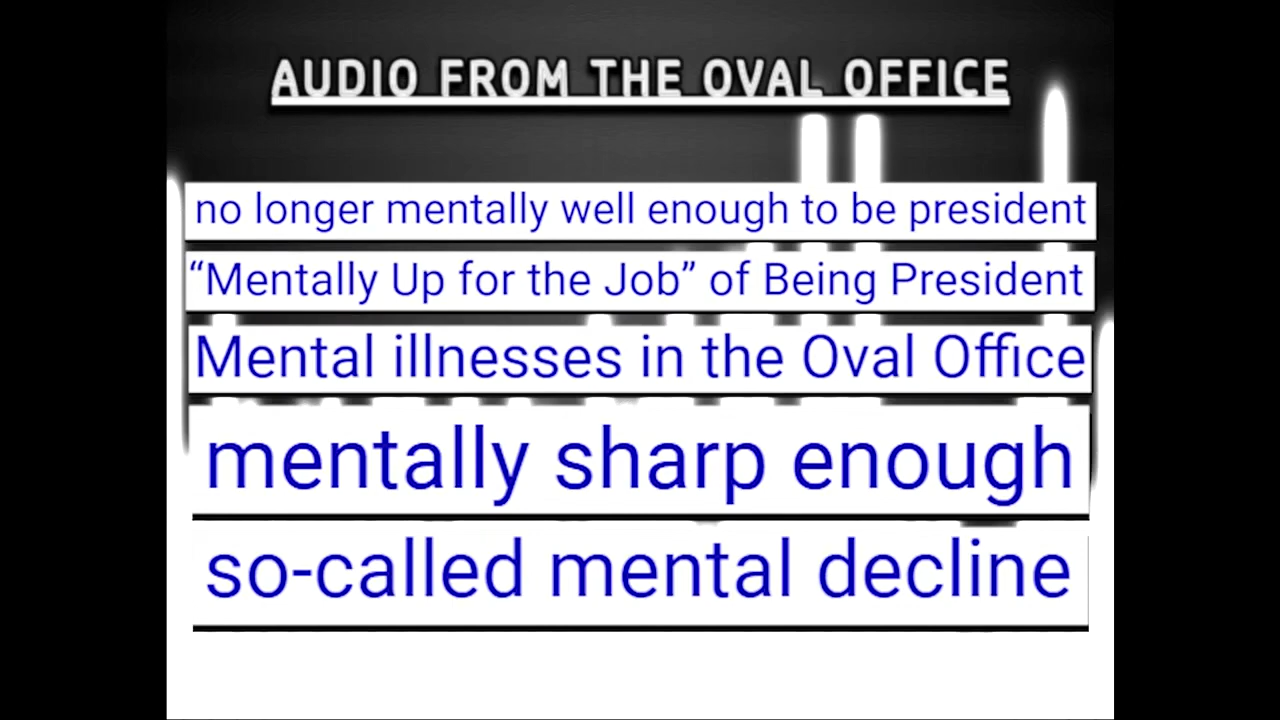 AUDIO FROM THE OVAL OFFICE
no longer mentally well enough to be president
“Mentally Up for the Job” of Being President
Mental illnesses in the Oval Office
mentally sharp enough
so-called mental decline